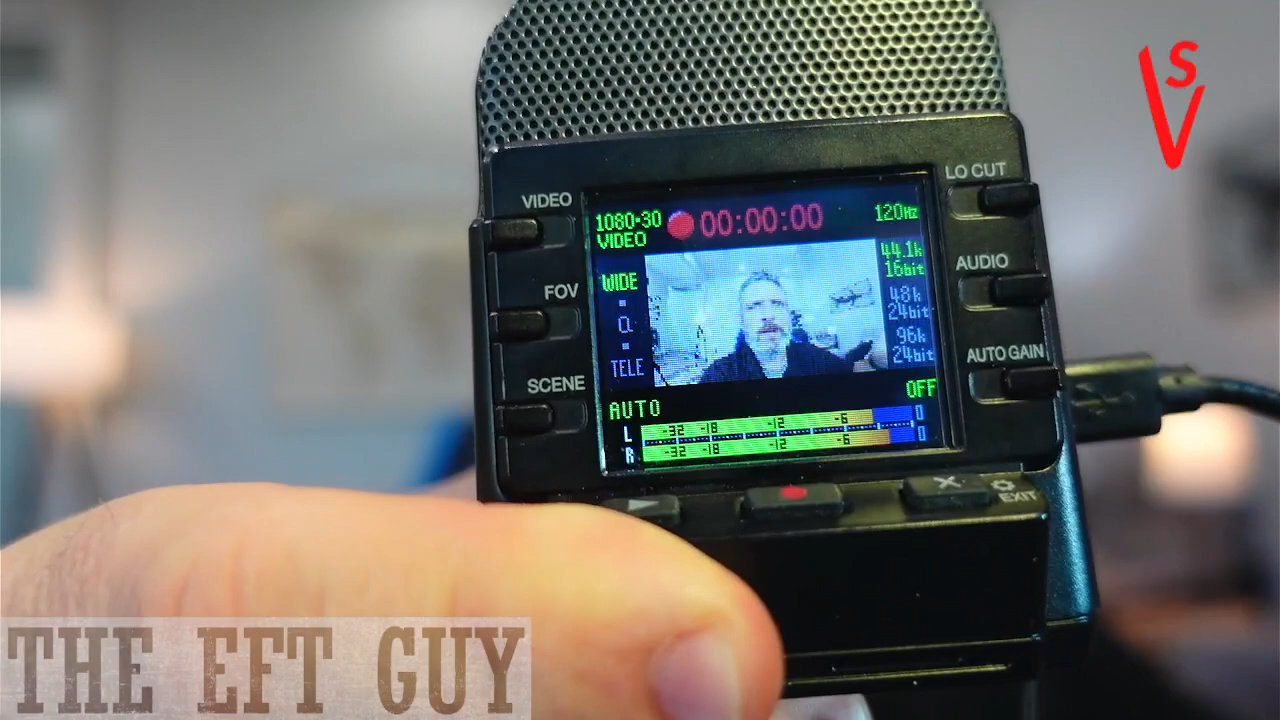 S
V
LO CUT
VIDEO
1080-30
00:00:00
120Hz
VIDEO
44.1k
16bit
AUDIO
WIDE
FOV
48k
24bit
Q
96k
24bit
TELE
AUTO GAIN
SCENE
OFF
AUTO
L -32 -18 -12 -6 0
R -32 -18 -12 -6 0
EXIT
THE EFT GUY